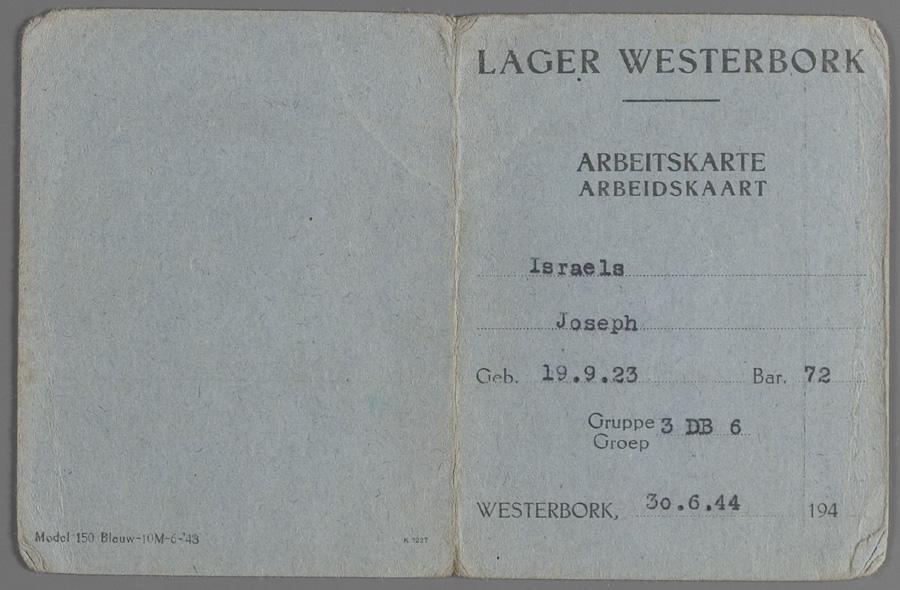 Model 150 Blauw-10M-6-'43
K 1237
LAGER WESTERBORK
ARBEITSKARTE
ARBEIDSKAART
Israels
Joseph
Geb. 19.9.23 Bar. 72
Gruppe 3 DB 6
Groep
WESTERBORK, 30.6.44 194